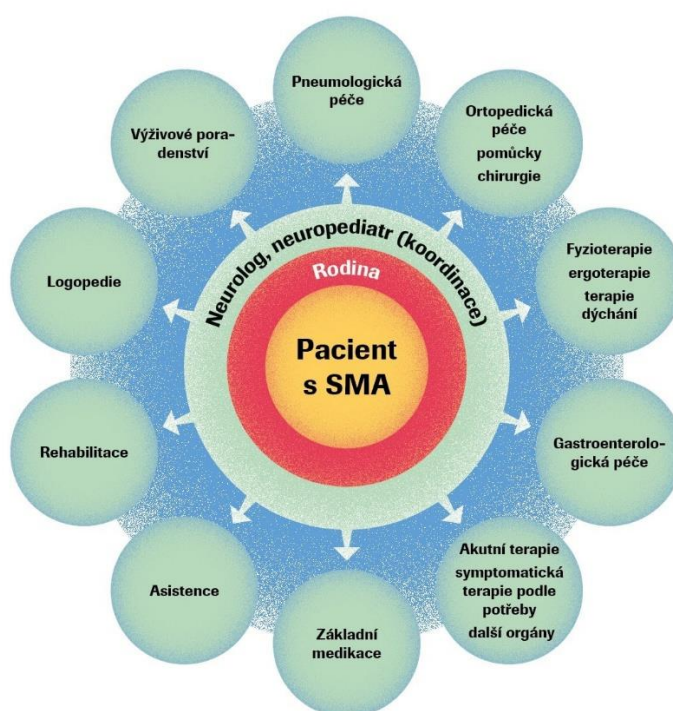 Pneumologická
péče
Ortopedická
péče
pomůcky
chirurgie
Výživové pora-
denství
Neurolog, neuropediatr (koordinace)
Rodina
Fyzioterapie
ergoterapie
terapie
dýchání
Logopedie
Pacient
s SMA
Rehabilitace
Gastroenterolo-
gická péče
Akutní terapie
symptomatická
terapie podle
potřeby
další orgány
Asistence
Základní
medikace